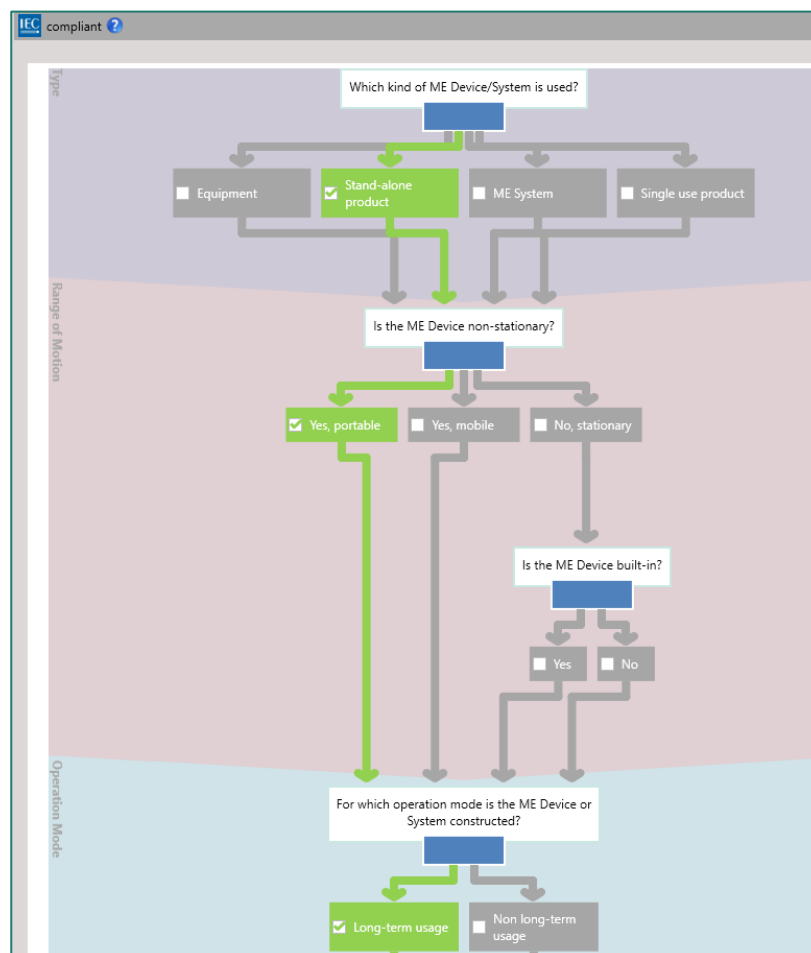 IEC compliant ?
Type
Which kind of ME Device/System is used?
Equipment
Stand-alone
product
ME System
Single use product
Range of Motion
Is the ME Device non-stationary?
Yes, portable
Yes, mobile
No, stationary
Is the ME Device built-in?
Yes
No
Operation Mode
For which operation mode is the ME Device or
System constructed?
Long-term usage
Non long-term
usage